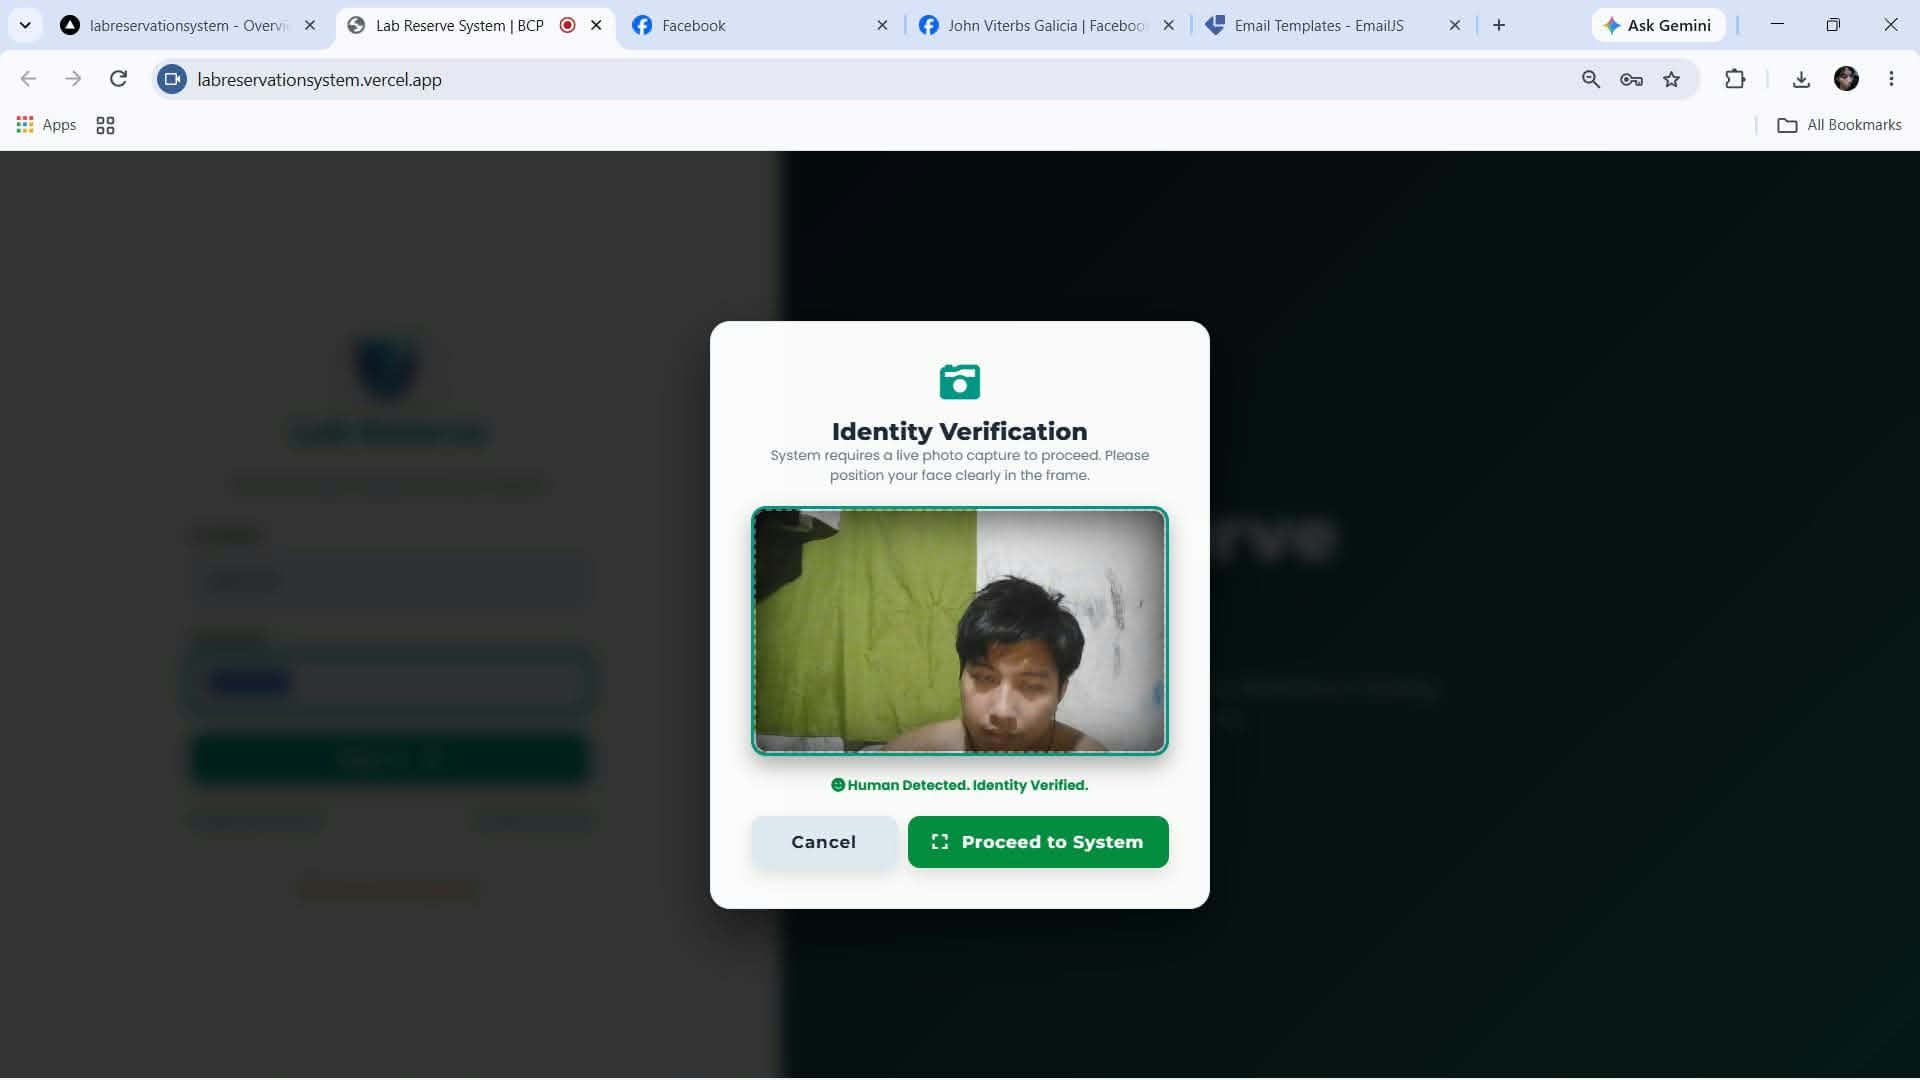 labreservationsystem - Overvi
Lab Reserve System | BCP
Facebook
John Viterbs Galicia | Faceboo
Email Templates - EmailJS
Ask Gemini
labreservationsystem.vercel.app
Apps
All Bookmarks
Identity Verification
System requires a live photo capture to proceed. Please
position your face clearly in the frame.
rve
Human Detected. Identity Verified.
Cancel
Proceed to System